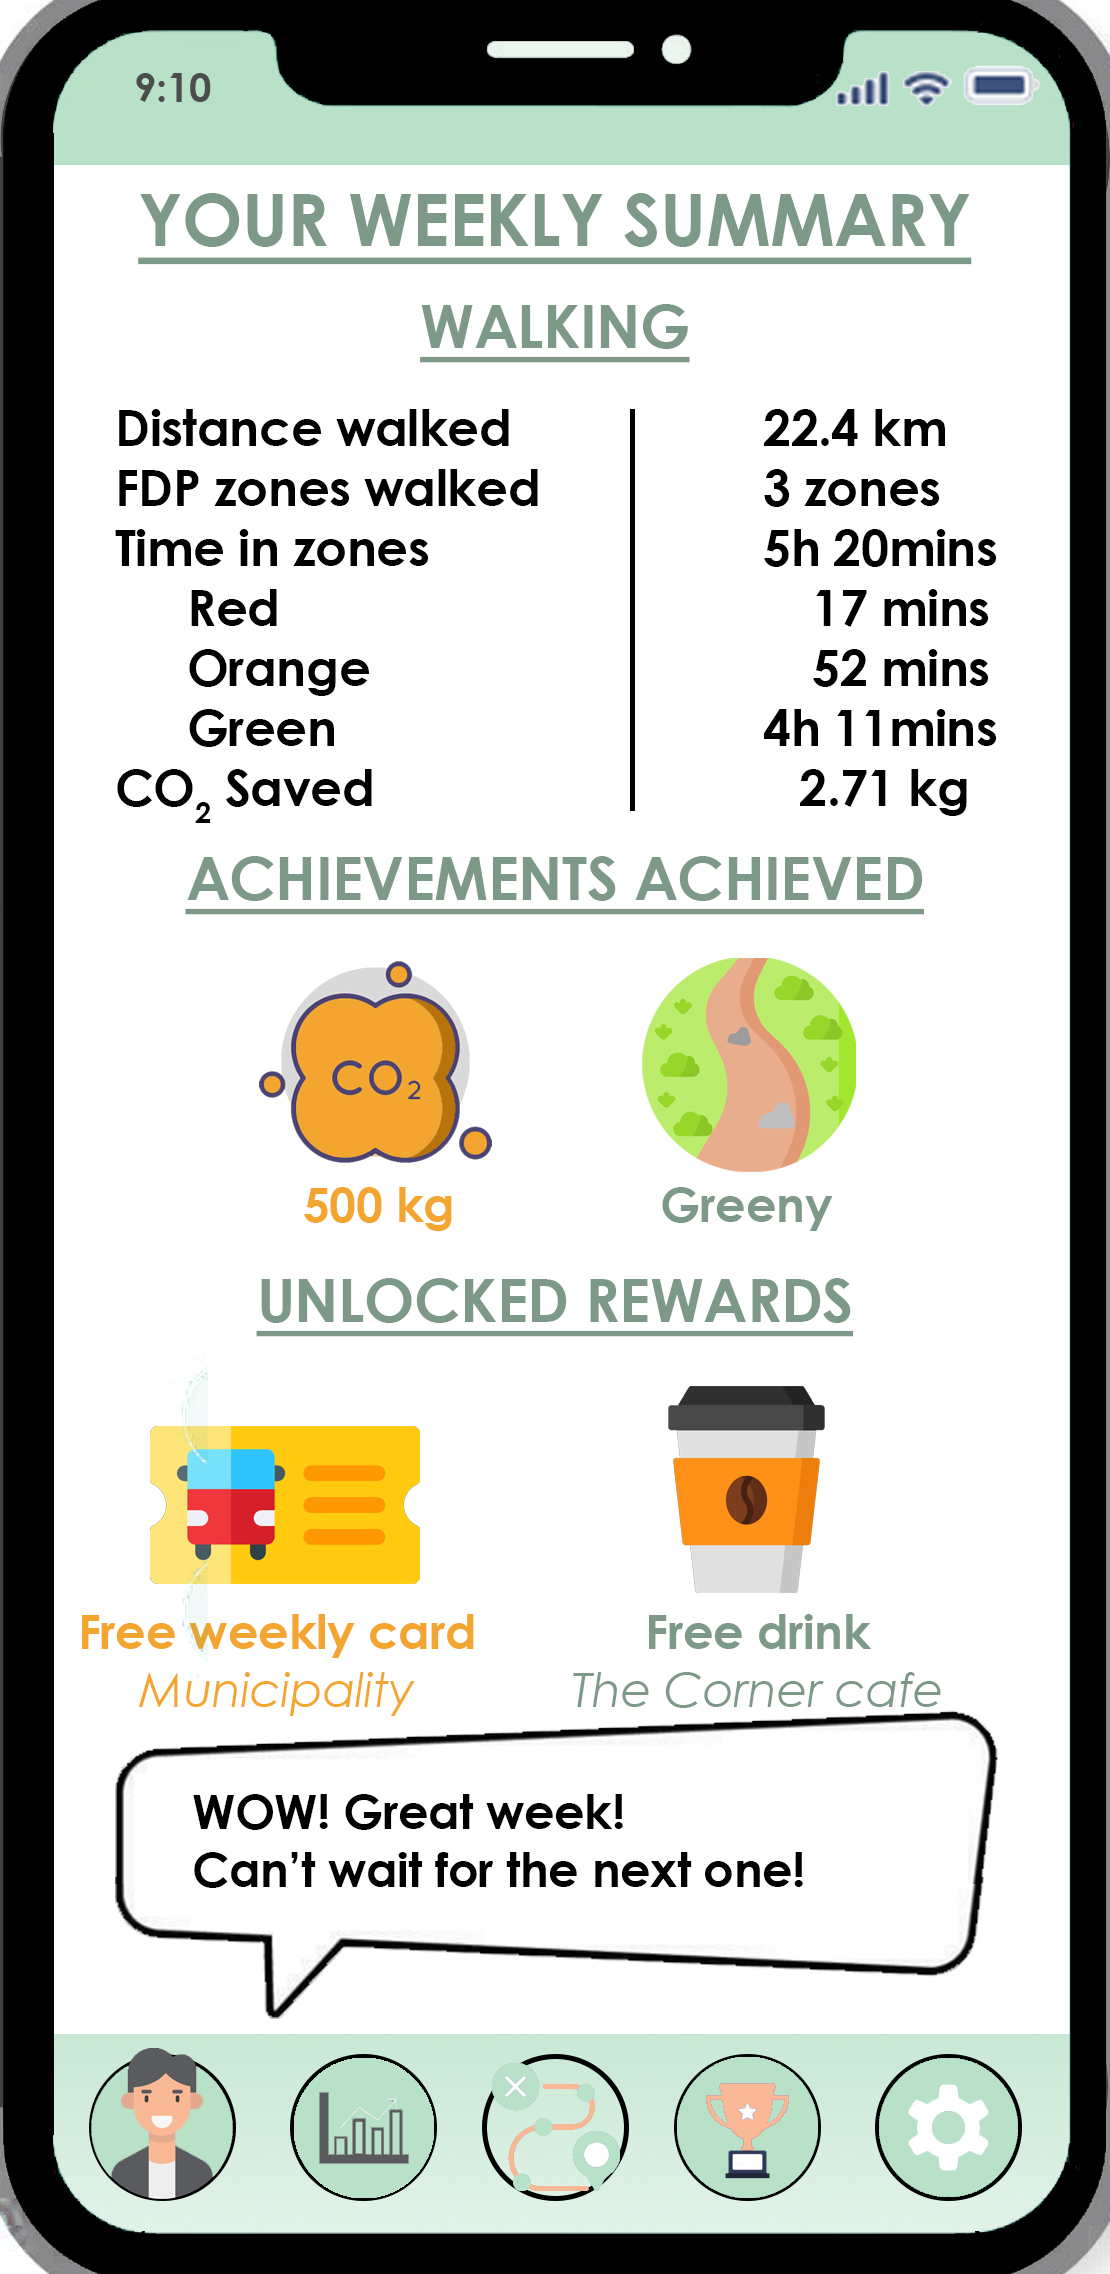 9:10
YOUR WEEKLY SUMMARY
WALKING
Distance walked 22.4 km
FDP zones walked 3 zones
Time in zones 5h 20mins
Red 17 mins
Orange 52 mins
Green 4h 11mins
CO₂ Saved 2.71 kg
ACHIEVEMENTS ACHIEVED
CO₂
500 kg Greeny
UNLOCKED REWARDS
Free weekly card Free drink
Municipality The Corner cafe
WOW! Great week!
Can't wait for the next one!